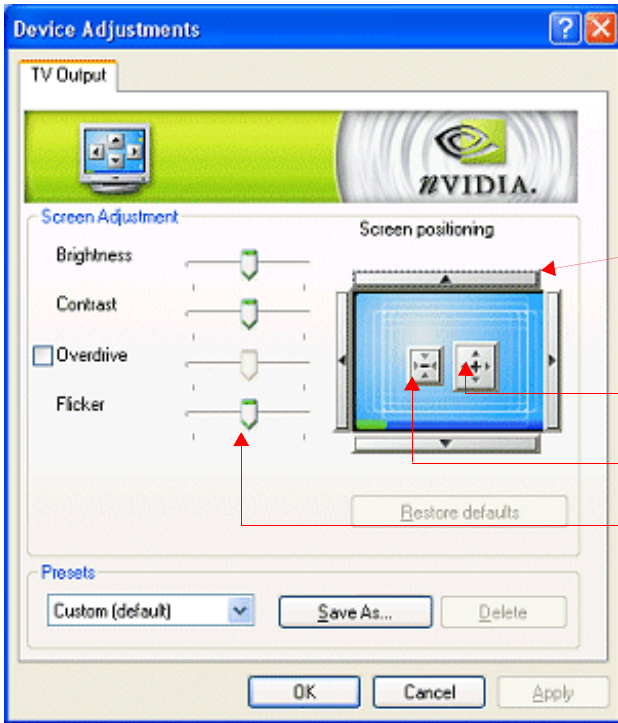 Device Adjustments
TV Output
nVIDIA.
Screen Adjustment
Screen positioning
Brightness
Contrast
Overdrive
Flicker
Restore defaults
Presets
Custom (default)
Save As...
Delete
OK
Cancel
Apply